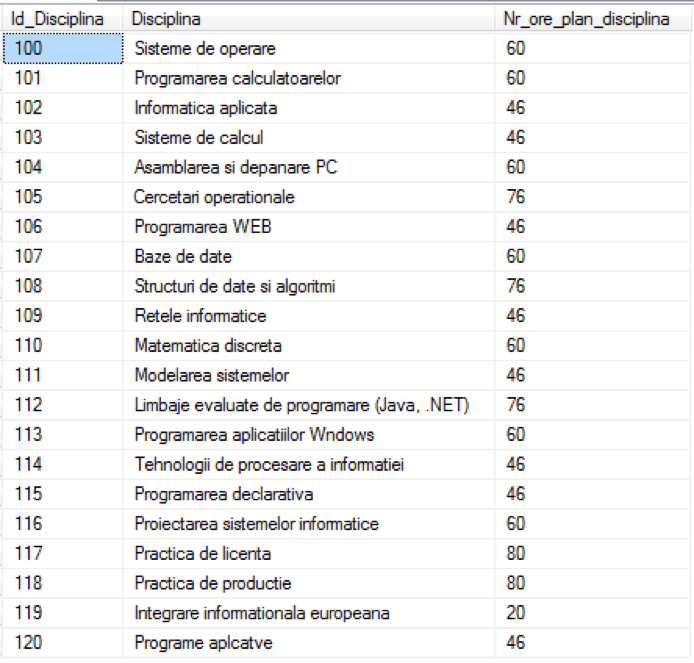 Id_Disciplina Disciplina Nr_ore_plan_disciplina
100 Sisteme de operare 60
101 Programarea calculatoarelor 60
102 Informatica aplicata 46
103 Sisteme de calcul 46
104 Asamblarea si depanare PC 60
105 Cercetari operationale 76
106 Programarea WEB 46
107 Baze de date 60
108 Structuri de date si algoritmi 76
109 Retele informatice 46
110 Matematica discreta 60
111 Modelarea sistemelor 46
112 Limbaje evaluate de programare (Java, .NET) 76
113 Programarea aplicatiilor Wndows 60
114 Tehnologii de procesare a informatiei 46
115 Programarea declarativa 46
116 Proiectarea sistemelor informatice 60
117 Practica de licenta 80
118 Practica de productie 80
119 Integrare informationala europeana 20
120 Programe aplcatve 46